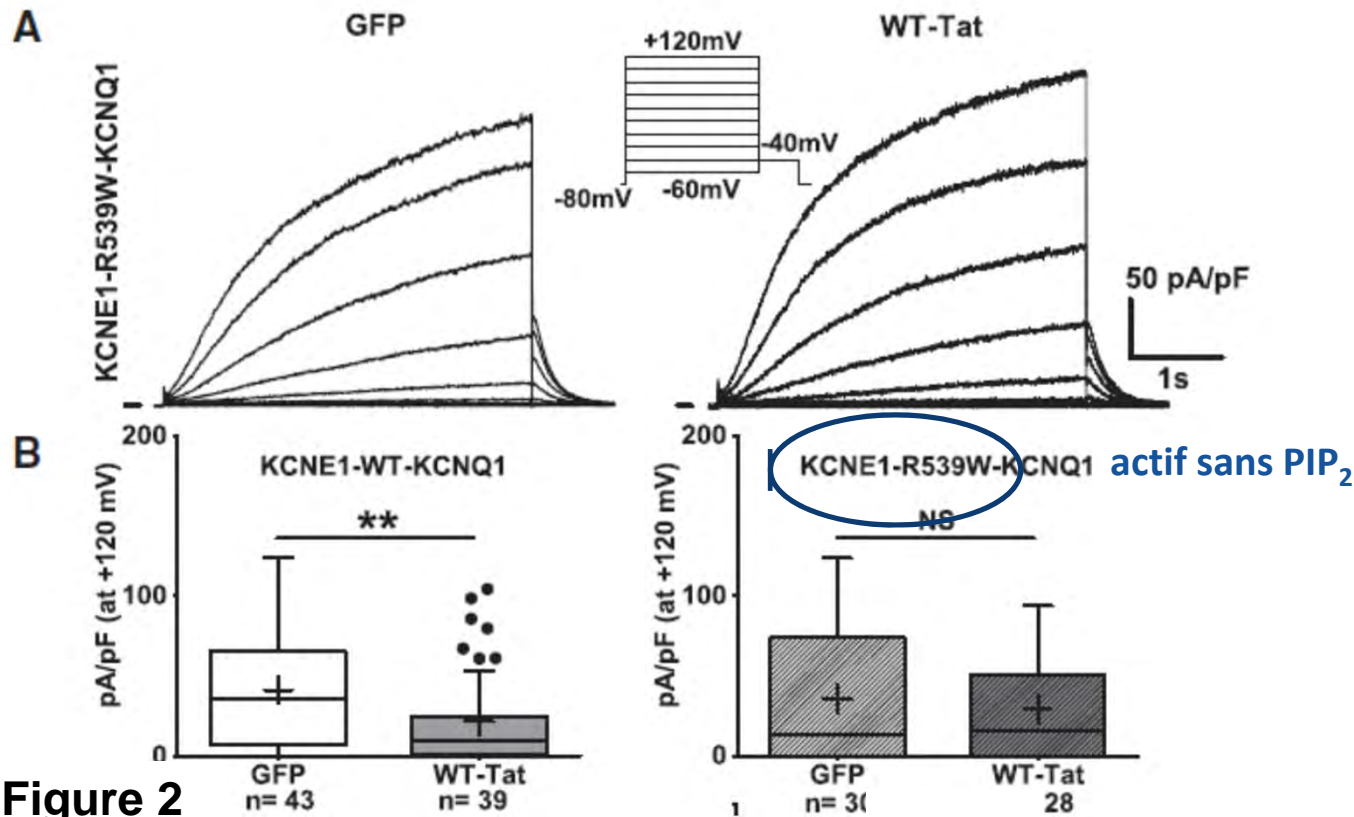 A
GFP
WT-Tat
KCNE1-R539W-KCNQ1
+120mV
-40mV
-80mV
-60mV
50 pA/pF
1s
B
200
100
0
pA/pF (at +120 mV)
KCNE1-WT-KCNQ1
**
GFP
n= 43
WT-Tat
n= 39
200
100
0
pA/pF (at +120 mV)
KCNE1-R539W-KCNQ1
actif sans PIP₂
NS
GFP
WT-Tat
28
Figure 2